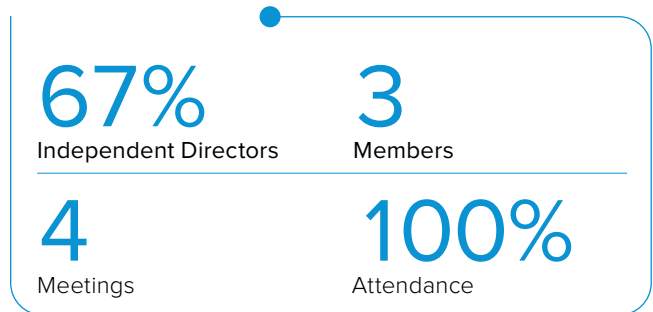 67% 3
Independent Directors Members
4 100%
Meetings Attendance